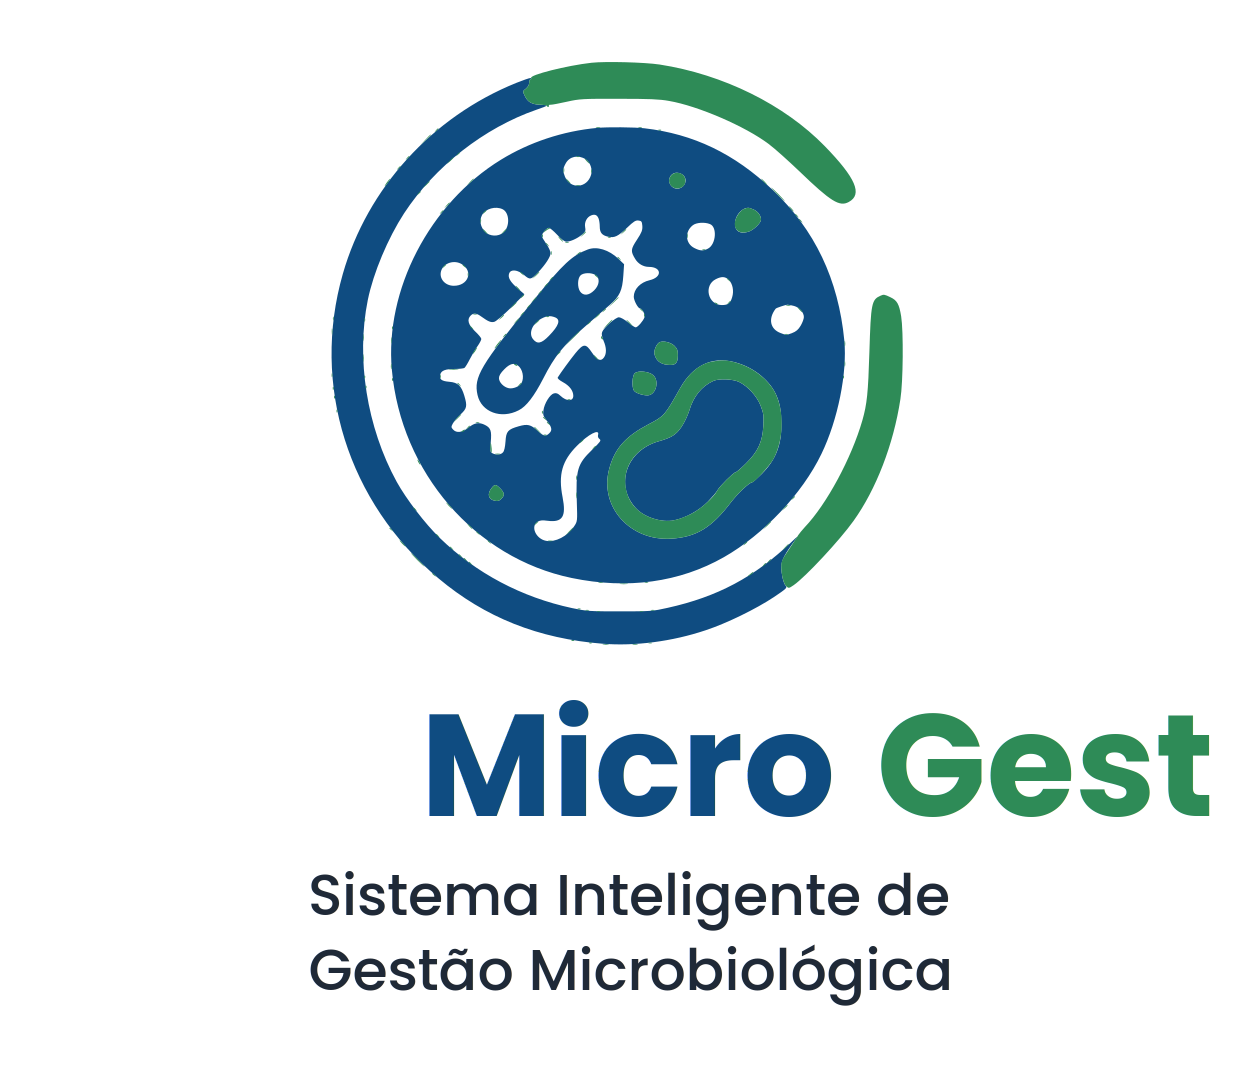 Micro Gest
Sistema Inteligente de
Gestão Microbiológica